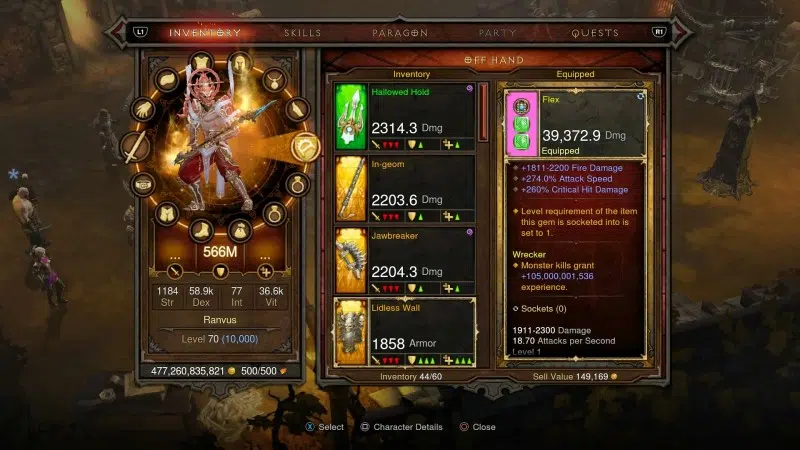 L1 INVENTORY SKILLS PARAGON PARTY QUESTS R1
OFF HAND
Inventory
Equipped
Hallowed Hold
2314.3 Dmg
In-geom
2203.6 Dmg
Jawbreaker
2204.3 Dmg
Lidless Wall
1858 Armor
Inventory 44/60
Flex
39,372.9 Dmg
Equipped
+1811-2200 Fire Damage
+274.0% Attack Speed
+260% Critical Hit Damage
Level requirement of the item
this gem is socketed into is
set to 1.
Wrecker
Monster kills grant
+105,000,001,536
experience.
Sockets (0)
1911-2300 Damage
18.70 Attacks per Second
Level 1
Sell Value 149,169
... 566M ...
1184 58.9k 77 36.6k
Str Dex Int Vit
Ranvus
Level 70 (10,000)
477,260,835,821 500/500
Select Character Details Close